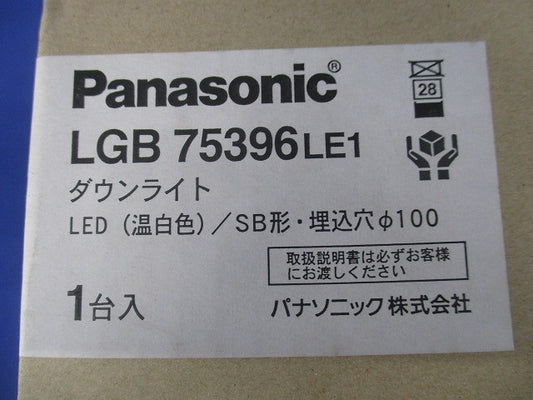 Panasonic®
28
LGB 75396 LE1
ダウンライト
LED（温白色）／SB形・埋込穴φ100
取扱説明書は必ずお客様
にお渡しください
1台入
パナソニック株式会社